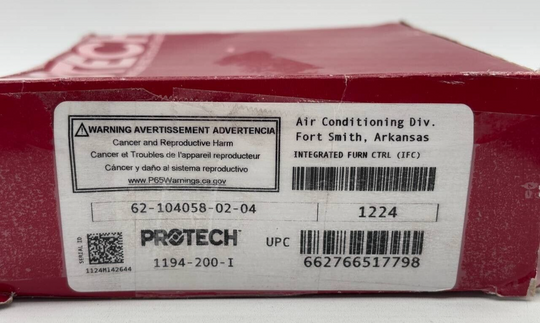 PROTECH
⚠WARNING AVERTISSEMENT ADVERTENCIA
Cancer and Reproductive Harm
Cancer et Troubles de l'appareil reproducteur
Cáncer y daño al sistema reproductivo
www.P65Warnings.ca.gov
Air Conditioning Div.
Fort Smith, Arkansas
INTEGRATED FURN CTRL (IFC)
62-104058-02-04
1224
SERIAL ID
1124M142644
PROTECH
1194-200-I
UPC
662766517798